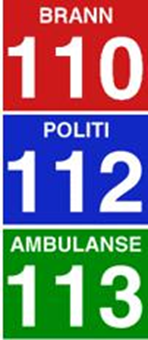 BRANN
110
POLITI
112
AMBULANSE
113